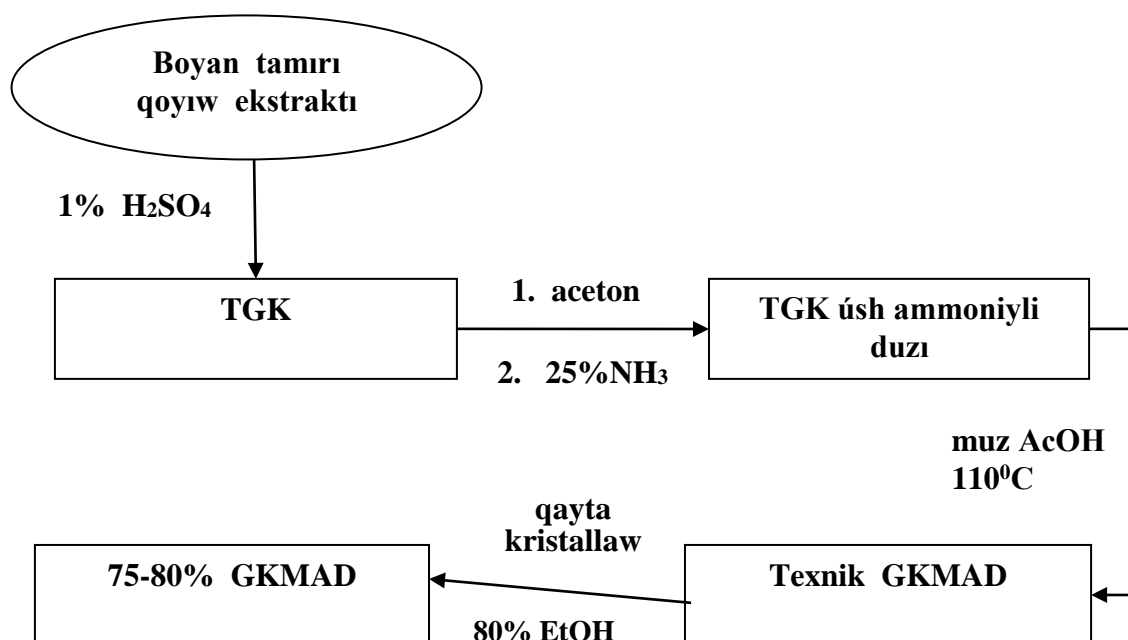 Boyan tamırı
qoyıw ekstraktı
1% H₂SO₄
TGK
1. aceton
2. 25%NH₃
TGK úsh ammoniyli
duzı
muz AcOH
110⁰C
Texnik GKMAD
qayta
kristallaw
80% EtOH
75-80% GKMAD